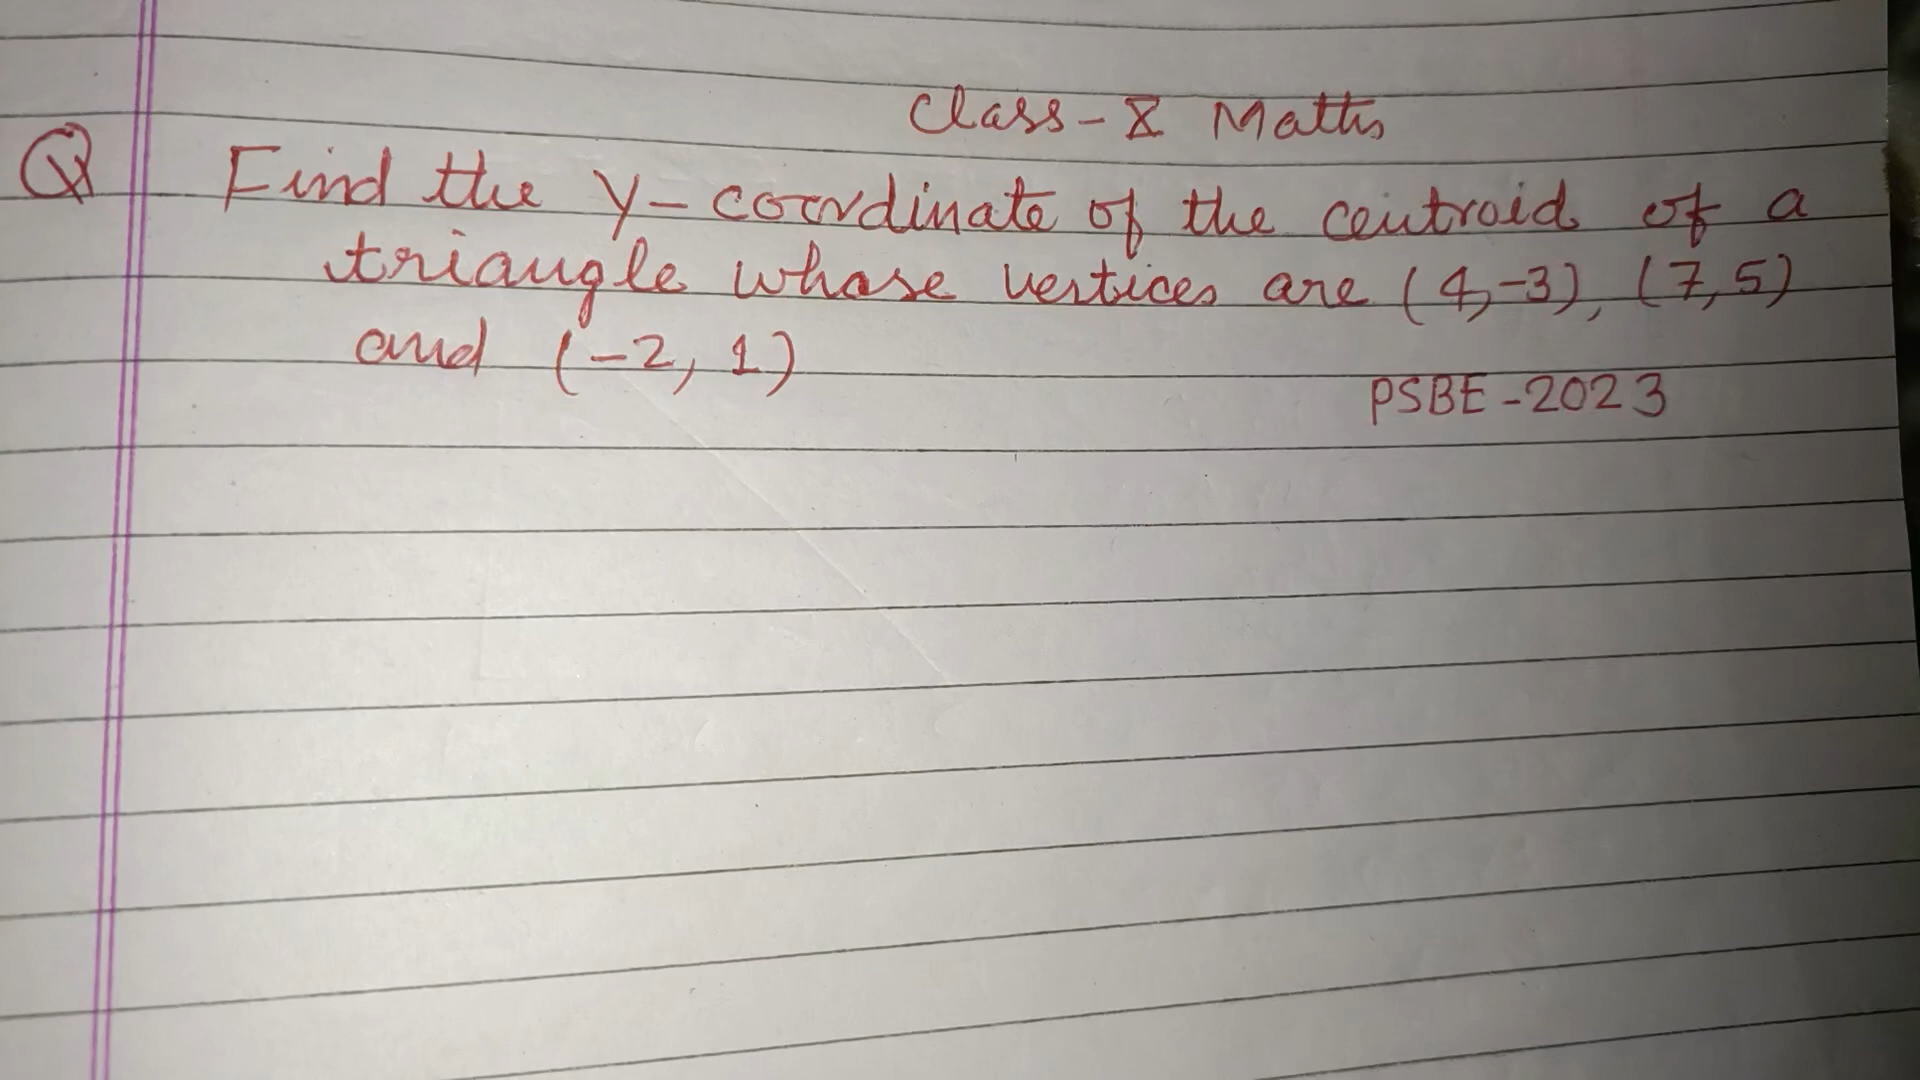 Class - X Maths
Q Find the y-coordinate of the centroid of a
triangle whose vertices are (4,-3), (7,5)
and (-2, 1)
PSBE -2023